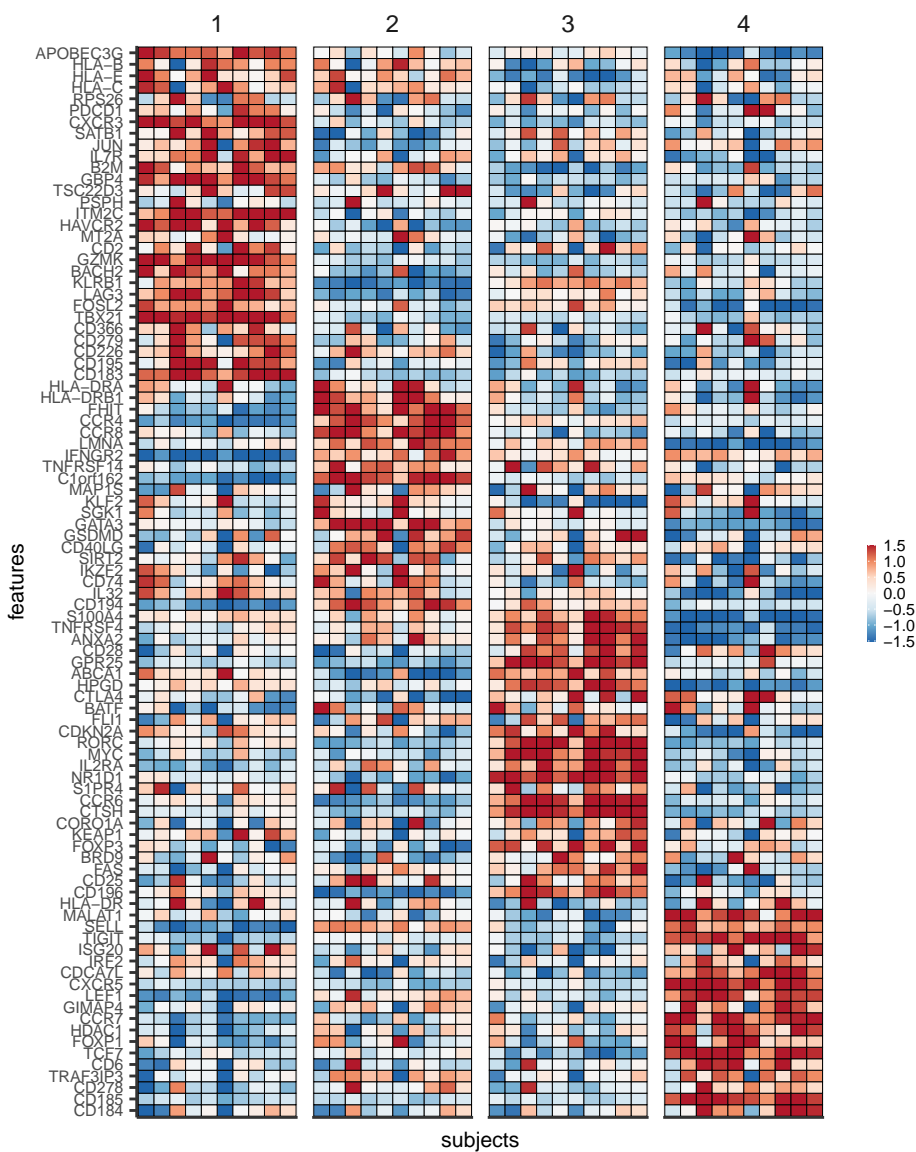 1 2 3 4
APOBEC3G
HLA−B
HLA−E
HLA−C
RPS26
PDCD1
CXCR3
SATB1
JUN
IL7R
B2M
GBP4
TSC22D3
PSPH
ITM2C
HAVCR2
MT2A
CD2
GZMK
BACH2
KLRB1
LAG3
FOSL2
TBX21
CD366
CD279
CD226
CD195
CD183
HLA−DRA
HLA−DRB1
FHIT
CCR4
CCR8
LMNA
IFNGR2
TNFRSF14
C1orf162
MAP1S
KLF2
SGK1
GATA3
GSDMD
CD40LG
SIRT2
IKZF2
CD74
IL32
CD194
S100A4
TNFRSF4
ANXA2
CD28
GPR25
ABCA1
HPGD
CTLA4
BATF
FLI1
CDKN2A
RORC
MYC
IL2RA
NR1D1
S1PR4
CCR6
CTSH
CORO1A
KEAP1
FOXP3
BRD9
FAS
CD25
CD196
HLA−DR
MALAT1
SELL
TIGIT
ISG20
IRF2
CDCA7L
CXCR5
LEF1
GIMAP4
CCR7
HDAC1
FOXP1
TCF7
CD6
TRAF3IP3
CD278
CD185
CD184
features
subjects
1.5
1.0
0.5
0.0
−0.5
−1.0
−1.5